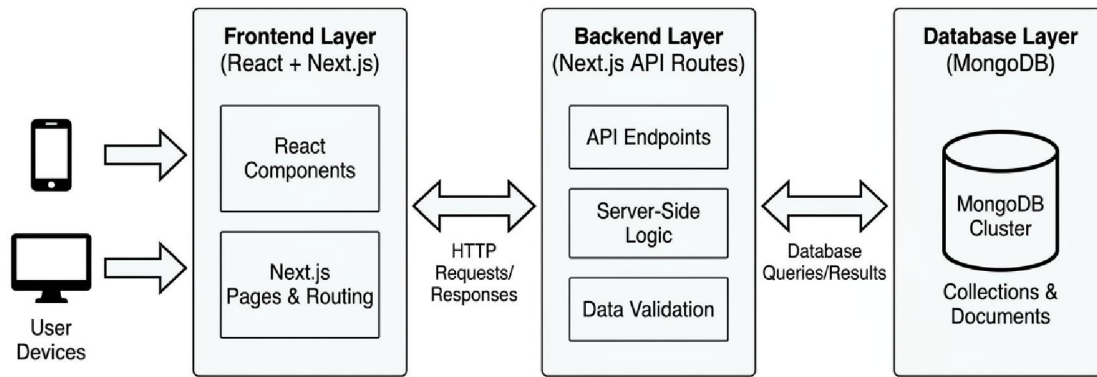 User
Devices
Frontend Layer
(React + Next.js)
React
Components
Next.js
Pages & Routing
HTTP
Requests/
Responses
Backend Layer
(Next.js API Routes)
API Endpoints
Server-Side
Logic
Data Validation
Database
Queries/Results
Database Layer
(MongoDB)
MongoDB
Cluster
Collections &
Documents